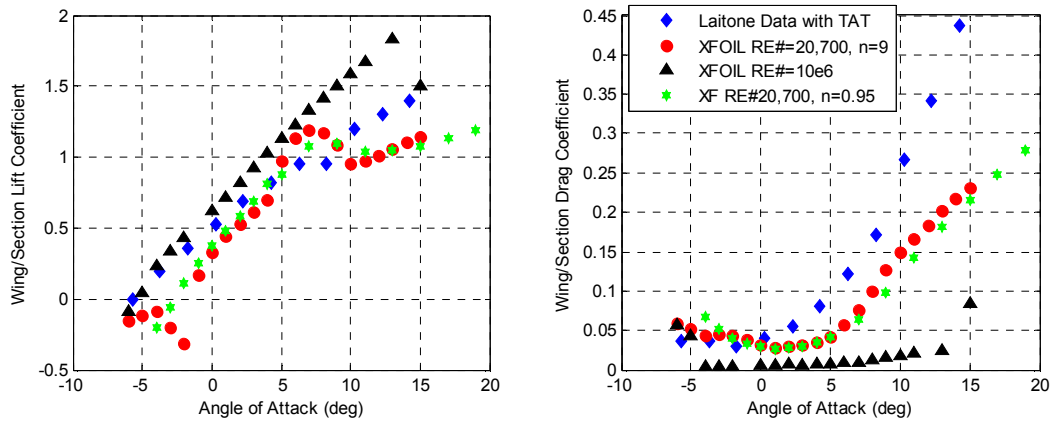 Wing/Section Lift Coefficient
2
1.5
1
0.5
0
-0.5
-10 -5 0 5 10 15 20
Angle of Attack (deg)
Wing/Section Drag Coefficient
0.45
0.4
0.35
0.3
0.25
0.2
0.15
0.1
0.05
0
-10 -5 0 5 10 15 20
Angle of Attack (deg)
Laitone Data with TAT
XFOIL RE#=20,700, n=9
XFOIL RE#=10e6
XF RE#20,700, n=0.95